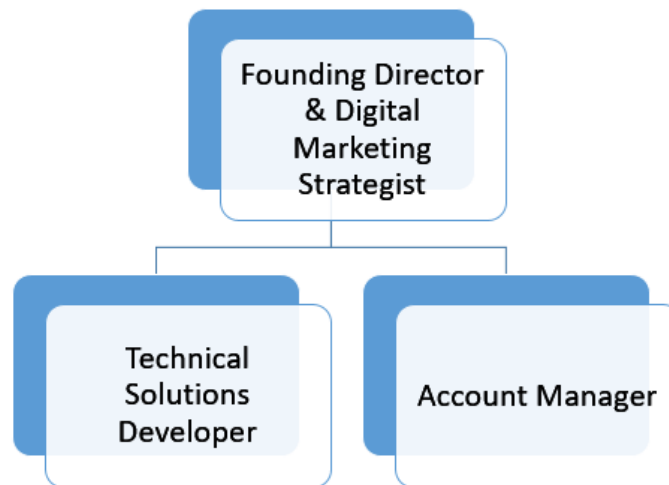 Founding Director
& Digital
Marketing
Strategist
Technical
Solutions
Developer
Account Manager